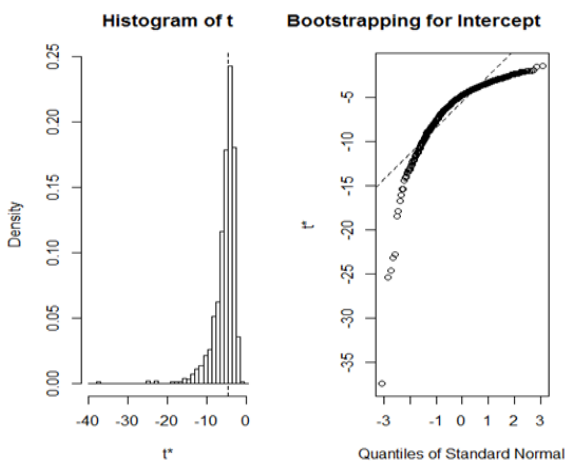 Histogram of t
Density
0.00 0.05 0.10 0.15 0.20 0.25
-40 -30 -20 -10 0
t*
Bootstrapping for Intercept
t*
-35 -30 -25 -20 -15 -10 -5
-3 -1 0 1 2 3
Quantiles of Standard Normal